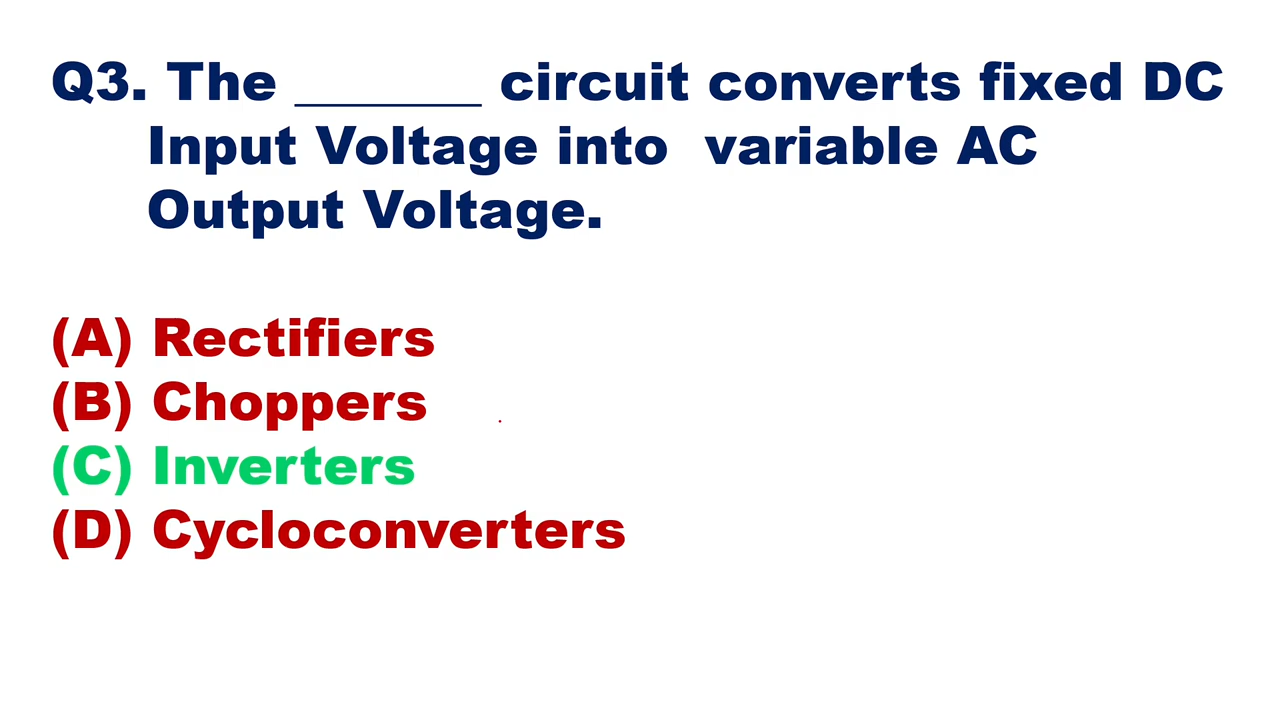 Q3. The _______ circuit converts fixed DC
Input Voltage into variable AC
Output Voltage.
(A) Rectifiers
(B) Choppers
(C) Inverters
(D) Cycloconverters